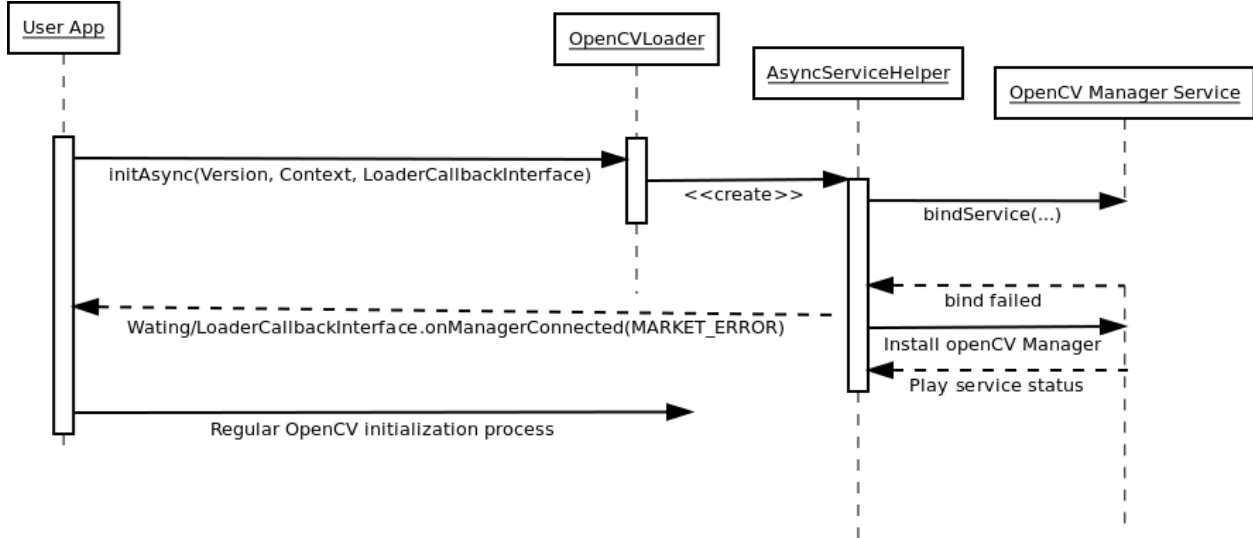 User App
OpenCVLoader
AsyncServiceHelper
OpenCV Manager Service
initAsync(Version, Context, LoaderCallbackInterface)
<<create>>
bindService(...)
bind failed
Wating/LoaderCallbackInterface.onManagerConnected(MARKET_ERROR)
Install openCV Manager
Play service status
Regular OpenCV initialization process